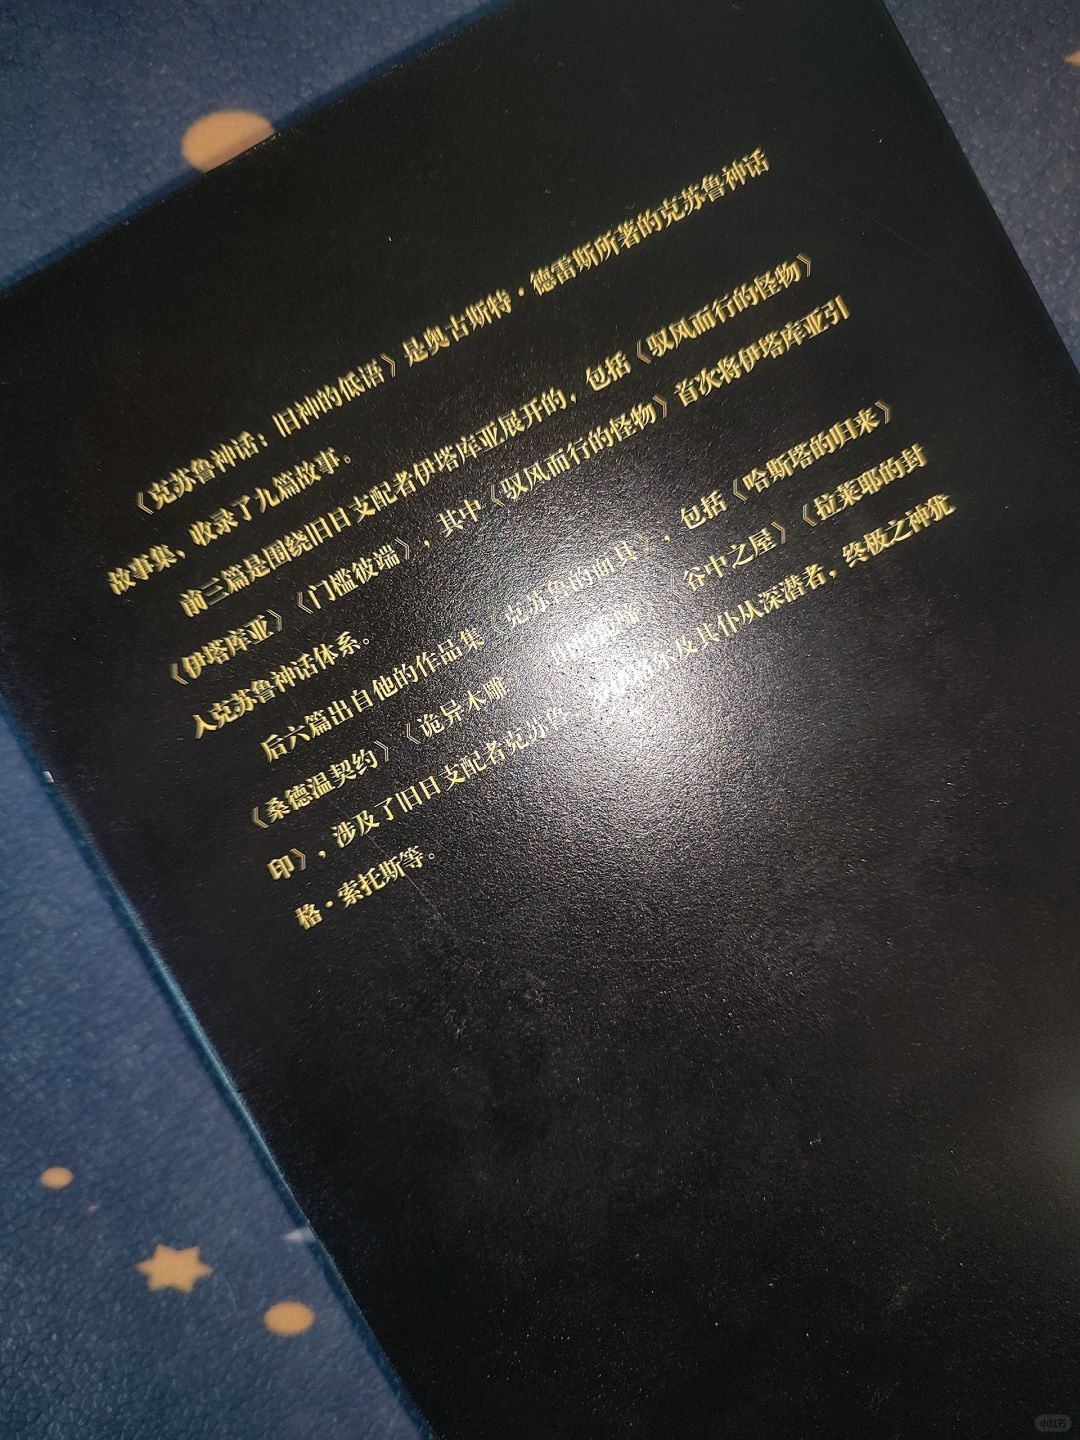 《克苏鲁神话：旧神的低语》是奥古斯特·德雷斯所著的克苏鲁神话
故事集，收录了九篇故事。
前三篇是围绕旧日支配者伊塔库亚展开的，包括《驭风而行的怪物》
《伊塔库亚》《门槛彼端》，其中《驭风而行的怪物》首次将伊塔库亚引
入克苏鲁神话体系。
后六篇出自他的作品集《克苏鲁的面具》，包括《哈斯塔的归来》
《桑德温契约》《诡异木雕 谷中之屋》《拉莱耶的封
印》，涉及了旧日支配者克苏鲁 及其仆从深潜者，终极之神犹
格·索托斯等。
小红书